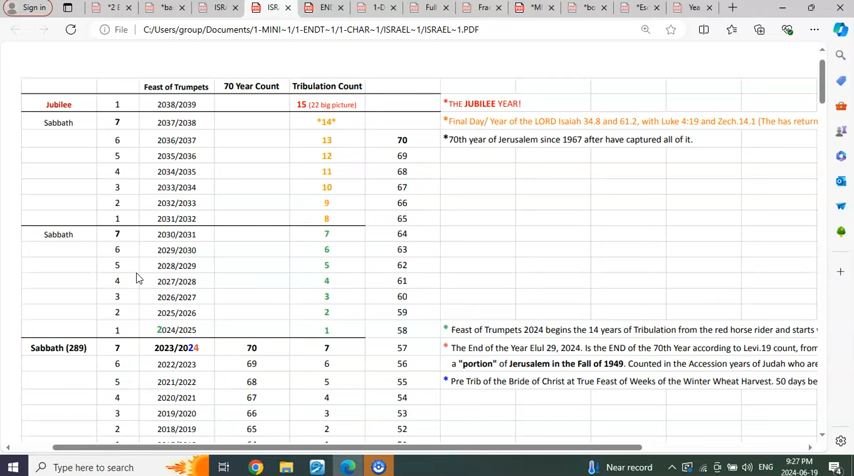 Sign in
*2 E
*ba
ISRA
ISR
ENI
1-D
Full
Fra
*MI
*bo
*Es
Yea
File C:/Users/group/Documents/1-MINI~1/1-ENDT~1/1-CHAR~1/ISRAEL/ISRAEL~1.PDF
Feast of Trumpets 70 Year Count Tribulation Count
Jubilee 1 2038/2039 15 (22 big picture) *THE JUBILEE YEAR!
Sabbath 7 2037/2038 *14* *Final Day/ Year of the LORD Isaiah 34.8 and 61.2, with Luke 4:19 and Zech.14.1 (The has return
6 2036/2037 13 70 *70th year of Jerusalem since 1967 after have captured all of it.
5 2035/2036 12 69
4 2034/2035 11 68
3 2033/2034 10 67
2 2032/2033 9 66
1 2031/2032 8 65
Sabbath 7 2030/2031 7 64
6 2029/2030 6 63
5 2028/2029 5 62
4 2027/2028 4 61
3 2026/2027 3 60
2 2025/2026 2 59
1 2024/2025 1 58 * Feast of Trumpets 2024 begins the 14 years of Tribulation from the red horse rider and starts
Sabbath (289) 7 2023/2024 70 7 57 * The End of the Year Elul 29, 2024. Is the END of the 70th Year according to Levi.19 count, from
6 2022/2023 69 6 56 a "portion" of Jerusalem in the Fall of 1949. Counted in the Accession years of Judah who are
5 2021/2022 68 5 55 * Pre Trib of the Bride of Christ at True Feast of Weeks of the Winter Wheat Harvest. 50 days be
4 2020/2021 67 4 54
3 2019/2020 66 3 53
2 2018/2019 65 2 52
Type here to search
Near record
ENG
9:27 PM
2024-06-19